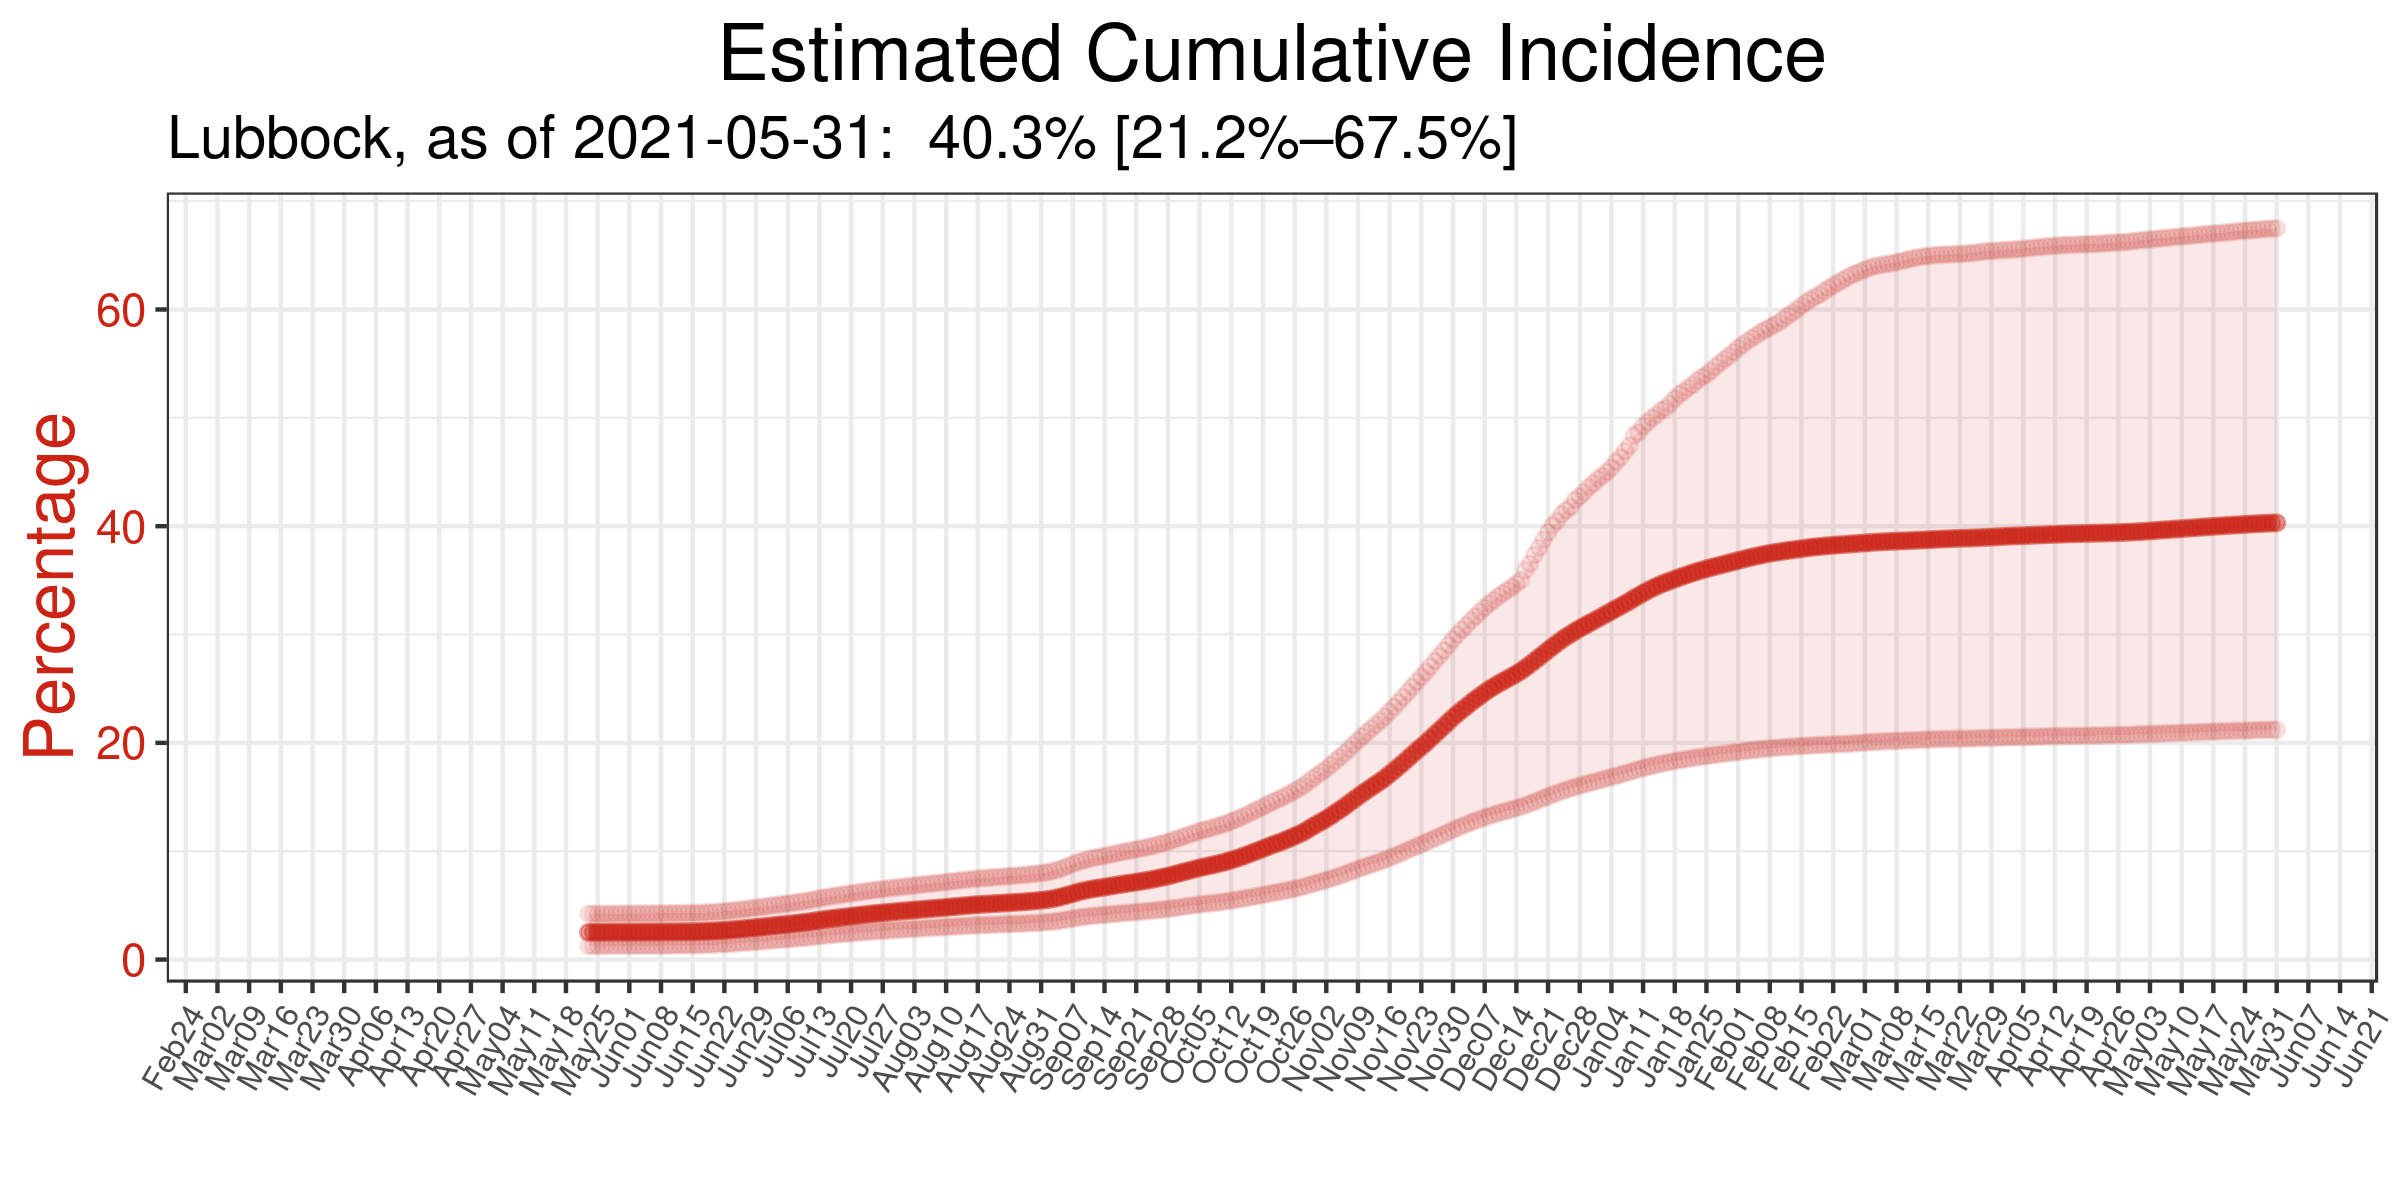 Estimated Cumulative Incidence
Lubbock, as of 2021-05-31:  40.3% [21.2%–67.5%]
Percentage
60
40
20
0
Feb24
Mar02
Mar09
Mar16
Mar23
Mar30
Apr06
Apr13
Apr20
Apr27
May04
May11
May18
May25
Jun01
Jun08
Jun15
Jun22
Jun29
Jul06
Jul13
Jul20
Jul27
Aug03
Aug10
Aug17
Aug24
Aug31
Sep07
Sep14
Sep21
Sep28
Oct05
Oct12
Oct19
Oct26
Nov02
Nov09
Nov16
Nov23
Nov30
Dec07
Dec14
Dec21
Dec28
Jan04
Jan11
Jan18
Jan25
Feb01
Feb08
Feb15
Feb22
Mar01
Mar08
Mar15
Mar22
Mar29
Apr05
Apr12
Apr19
Apr26
May03
May10
May17
May24
May31
Jun07
Jun14
Jun21